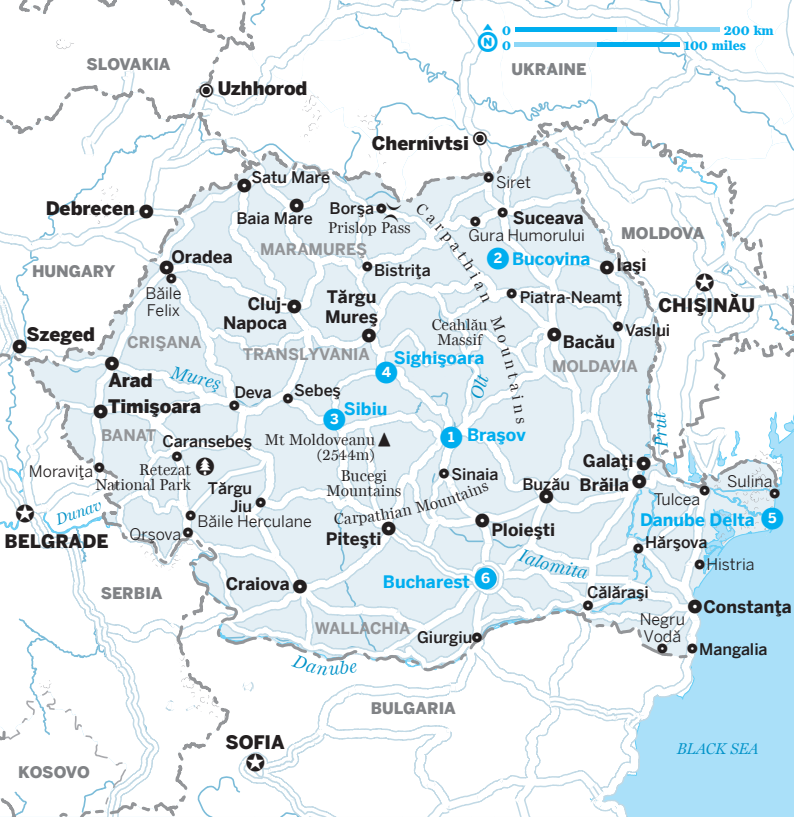 0
200 km
N
0
100 miles
SLOVAKIA
UKRAINE
Uzhhorod
Chernivtsi
Satu Mare
Siret
Debrecen
Baia Mare
Borşa
Prislop Pass
Suceava
Gura Humorului
MOLDOVA
MARAMUREŞ
Carpathian Mountains
2 Bucovina
Oradea
HUNGARY
Bistriţa
Iaşi
Băile
Felix
CHIŞINĂU
Cluj-
Napoca
Tărgu
Mureş
Piatra-Neamţ
Szeged
Ceahlău
Massif
Vaslui
CRIŞANA
TRANSLYVANIA
Bacău
Sighişoara
4
MOLDAVIA
Arad
Mureş
Deva
Sebeş
Olt
Timişoara
Sibiu
3
BANAT
1 Braşov
Prut
Caransebeş
Mt Moldoveanu
(2544m)
Moraviţa
Retezat
National Park
Bucegi
Mountains
Sinaia
Galaţi
Buzău
Brăila
Sulina
Tărgu
Jiu
Tulcea
Carpathian Mountains
Dunav
Băile Herculane
Danube Delta 5
BELGRADE
Orşova
Piteşti
Ploieşti
Hărşova
Ialomita
Histria
SERBIA
Craiova
Bucharest 6
Călăraşi
Constanţa
WALLACHIA
Giurgiu
Negru
Vodă
Mangalia
Danube
BULGARIA
SOFIA
BLACK SEA
KOSOVO